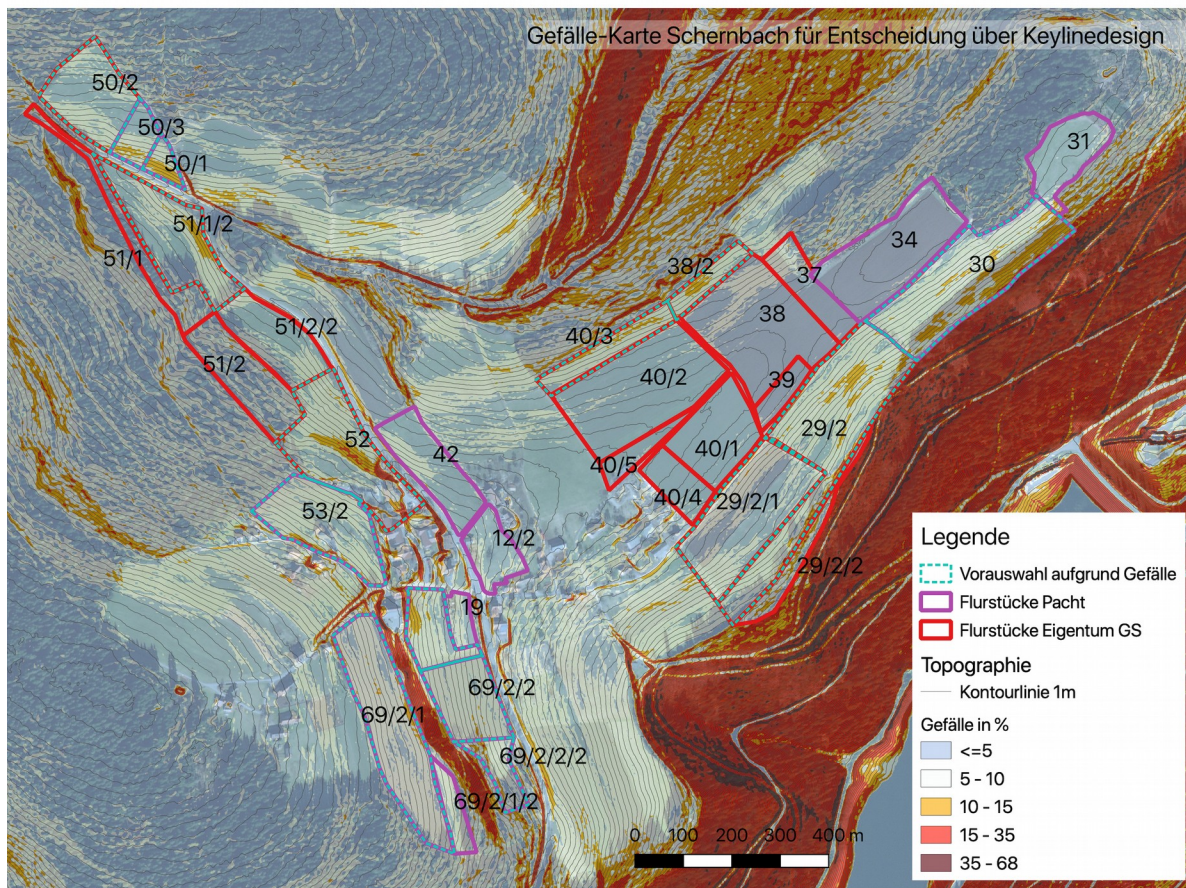 Gefälle-Karte Schernbach für Entscheidung über Keylinedesign
50/2
50/3
50/1
31
51/1/2
51/1
38/2
34
30
37
38
40/3
51/2/2
51/2
40/2
39
52
42
29/2
40/1
40/5
40/4
29/2/1
53/2
12/2
29/2/2
19
69/2/2
69/2/1
69/2/2/2
69/2/1/2
0 100 200 300 400 m
Legende
Vorauswahl aufgrund Gefälle
Flurstücke Pacht
Flurstücke Eigentum GS
Topographie
Kontourlinie 1m
Gefälle in %
<=5
5 - 10
10 - 15
15 - 35
35 - 68